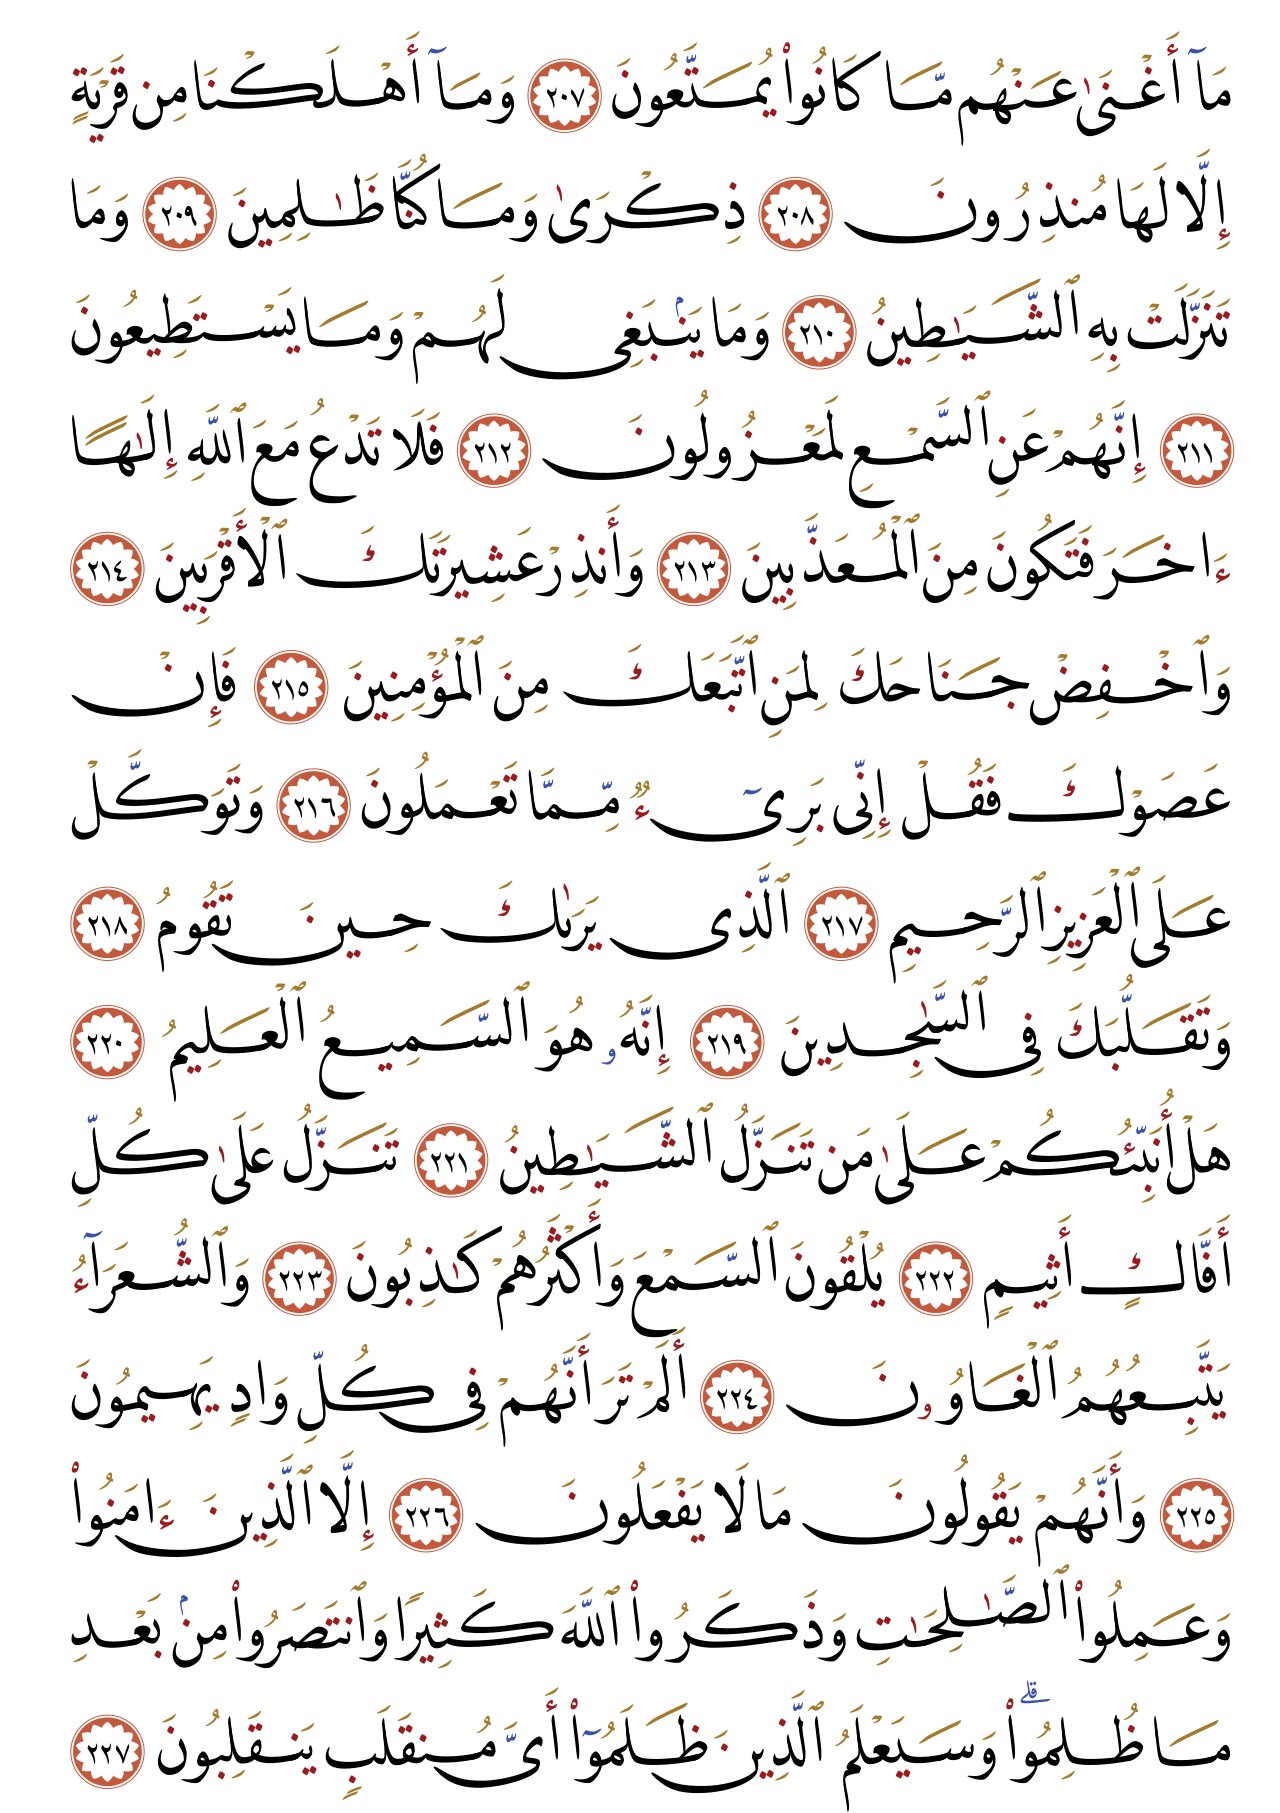 مَآ أَغْنَىٰ عَنْهُم مَّا كَانُوا۟ يُمَتَّعُونَ ٢٠٧ وَمَآ أَهْلَكْنَا مِن قَرْيَةٍ
إِلَّا لَهَا مُنذِرُونَ ٢٠٨ ذِكْرَىٰ وَمَا كُنَّا ظَـٰلِمِينَ ٢٠٩ وَمَا
تَنَزَّلَتْ بِهِ ٱلشَّيَـٰطِينُ ٢١٠ وَمَا يَنۢبَغِى لَهُمْ وَمَا يَسْتَطِيعُونَ
٢١١ إِنَّهُمْ عَنِ ٱلسَّمْعِ لَمَعْزُولُونَ ٢١٢ فَلَا تَدْعُ مَعَ ٱللَّهِ إِلَـٰهًا
ءَاخَرَ فَتَكُونَ مِنَ ٱلْمُعَذَّبِينَ ٢١٣ وَأَنذِرْ عَشِيرَتَكَ ٱلْأَقْرَبِينَ ٢١٤
وَٱخْفِضْ جَنَاحَكَ لِمَنِ ٱتَّبَعَكَ مِنَ ٱلْمُؤْمِنِينَ ٢١٥ فَإِنْ
عَصَوْكَ فَقُلْ إِنِّى بَرِىٓءٌ مِّمَّا تَعْمَلُونَ ٢١٦ وَتَوَكَّلْ
عَلَى ٱلْعَزِيزِ ٱلرَّحِيمِ ٢١٧ ٱلَّذِى يَرَىٰكَ حِينَ تَقُومُ ٢١٨
وَتَقَلُّبَكَ فِى ٱلسَّـٰجِدِينَ ٢١٩ إِنَّهُۥ هُوَ ٱلسَّمِيعُ ٱلْعَلِيمُ ٢٢٠
هَلْ أُنَبِّئُكُمْ عَلَىٰ مَن تَنَزَّلُ ٱلشَّيَـٰطِينُ ٢٢١ تَنَزَّلُ عَلَىٰ كُلِّ
أَفَّاكٍ أَثِيمٍ ٢٢٢ يُلْقُونَ ٱلسَّمْعَ وَأَكْثَرُهُمْ كَـٰذِبُونَ ٢٢٣ وَٱلشُّعَرَآءُ
يَتَّبِعُهُمُ ٱلْغَاوُۥنَ ٢٢٤ أَلَمْ تَرَ أَنَّهُمْ فِى كُلِّ وَادٍ يَهِيمُونَ
٢٢٥ وَأَنَّهُمْ يَقُولُونَ مَا لَا يَفْعَلُونَ ٢٢٦ إِلَّا ٱلَّذِينَ ءَامَنُوا۟
وَعَمِلُوا۟ ٱلصَّـٰلِحَـٰتِ وَذَكَرُوا۟ ٱللَّهَ كَثِيرًا وَٱنتَصَرُوا۟ مِنۢ بَعْدِ
مَا ظُلِمُوا۟ ۗ وَسَيَعْلَمُ ٱلَّذِينَ ظَلَمُوٓا۟ أَىَّ مُنقَلَبٍ يَنقَلِبُونَ ٢٢٧